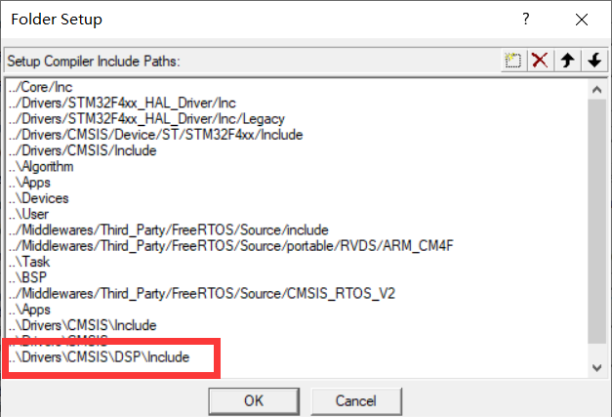 Folder Setup
Setup Compiler Include Paths:
../Core/Inc
../Drivers/STM32F4xx_HAL_Driver/Inc
../Drivers/STM32F4xx_HAL_Driver/Inc/Legacy
../Drivers/CMSIS/Device/ST/STM32F4xx/Include
../Drivers/CMSIS/Include
..\Algorithm
..\Apps
..\Devices
..\User
../Middlewares/Third_Party/FreeRTOS/Source/include
../Middlewares/Third_Party/FreeRTOS/Source/portable/RVDS/ARM_CM4F
..\Task
..\BSP
../Middlewares/Third_Party/FreeRTOS/Source/CMSIS_RTOS_V2
..\Apps
..\Drivers\CMSIS\Include
..\Drivers\CMSIS
..\Drivers\CMSIS\DSP\Include
OK Cancel